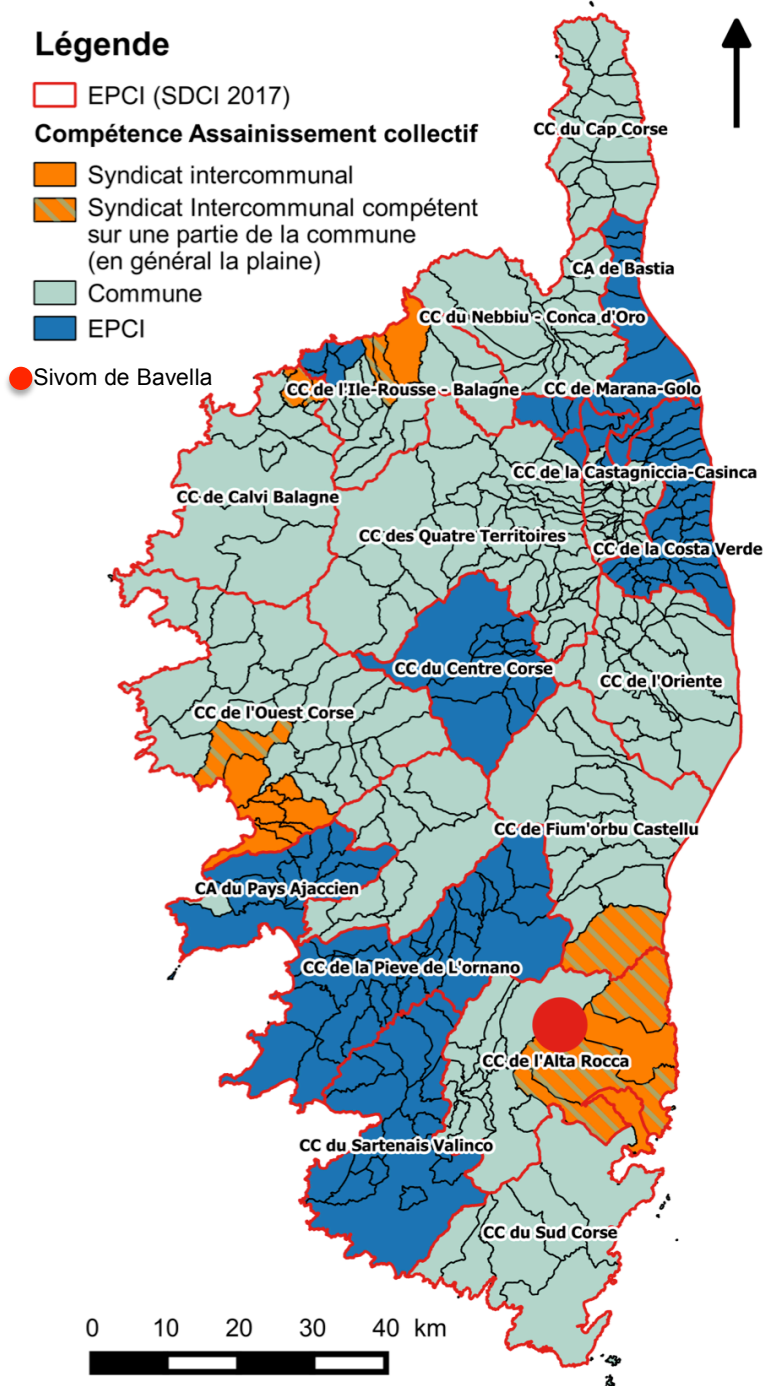 Légende
EPCI (SDCI 2017)
Compétence Assainissement collectif
Syndicat intercommunal
Syndicat Intercommunal compétent
sur une partie de la commune
(en général la plaine)
Commune
EPCI
Sivom de Bavella
CC du Cap Corse
CA de Bastia
CC du Nebbiu - Conca d'Oro
CC de l'Ile-Rousse - Balagne
CC de Marana-Golo
CC de la Castagniccia-Casinca
CC de Calvi Balagne
CC des Quatre Territoires
CC de la Costa Verde
CC du Centre Corse
CC de l'Oriente
CC de l'Ouest Corse
CC de Fium'orbu Castellu
CA du Pays Ajaccien
CC de la Pieve de L'ornano
CC de l'Alta Rocca
CC du Sartenais Valinco
CC du Sud Corse
0 10 20 30 40 km